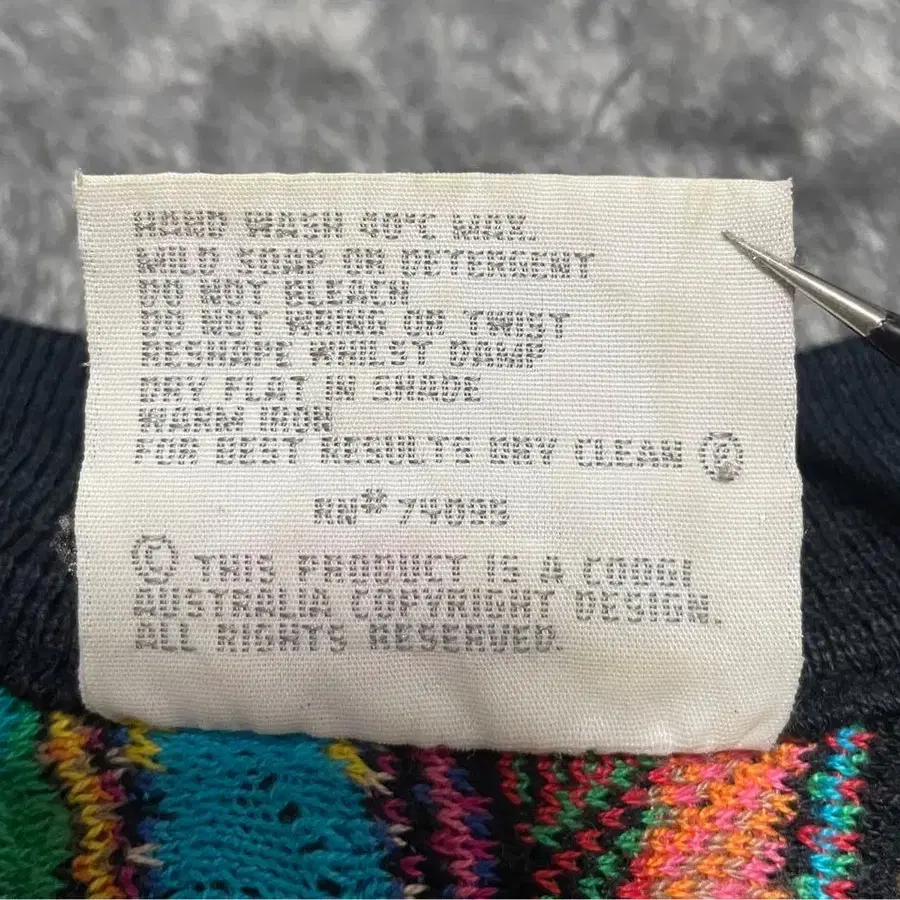 HAND WASH 40°C MAX.
MILD SOAP OR DETERGENT
DO NOT BLEACH
DO NOT WRING OR TWIST
RESHAPE WHILST DAMP
DRY FLAT IN SHADE
WARM IRON
FOR BEST RESULTS DRY CLEAN Ⓟ
RN# 74095
© THIS PRODUCT IS A COOGI
AUSTRALIA COPYRIGHT DESIGN.
ALL RIGHTS RESERVED.